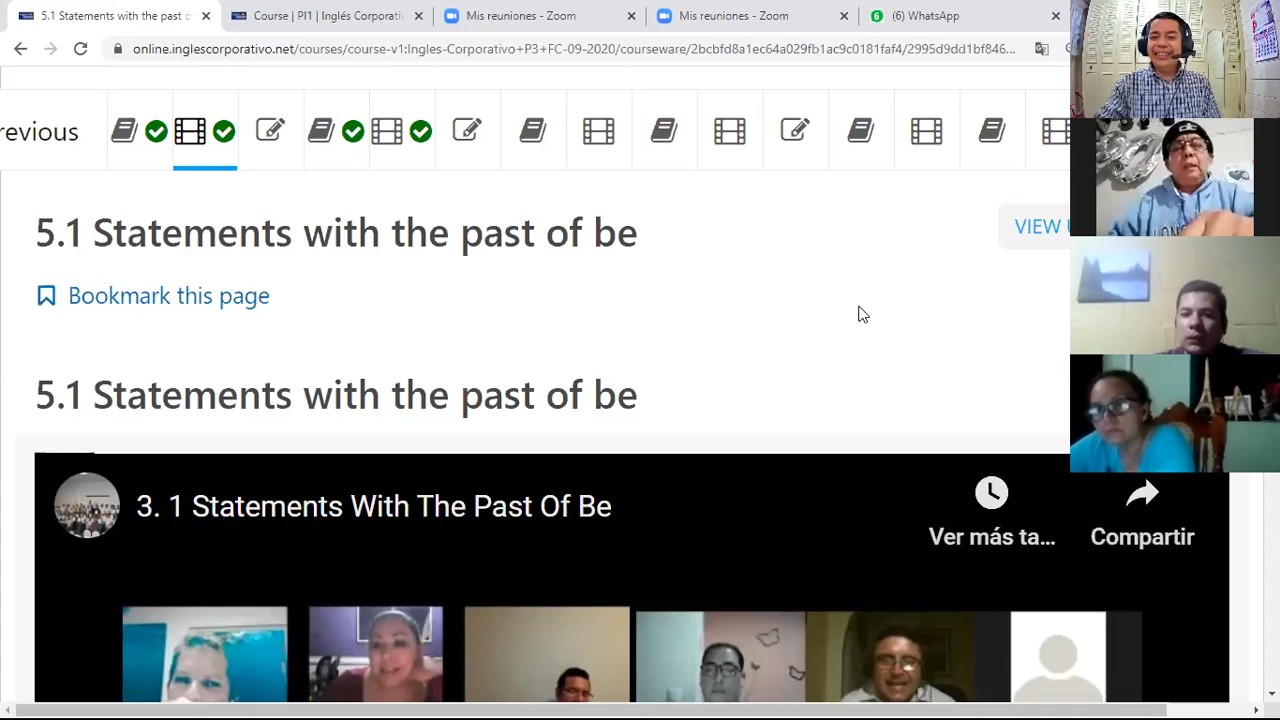 5.1 Statements with the past o
Course | PI1 | Inglés Corporati
Mis reuniones - Zoom
Mis reuniones - Zoom
WhatsApp
online.inglescorporativo.net/courses/course-v1:Ingles-Corporativo+P3+FC-09-2020/courseware/
revious
5.1 Statements with the past of be
VIEW
Bookmark this page
5.1 Statements with the past of be
3. 1 Statements With The Past Of Be
Ver más ta...
Compartir